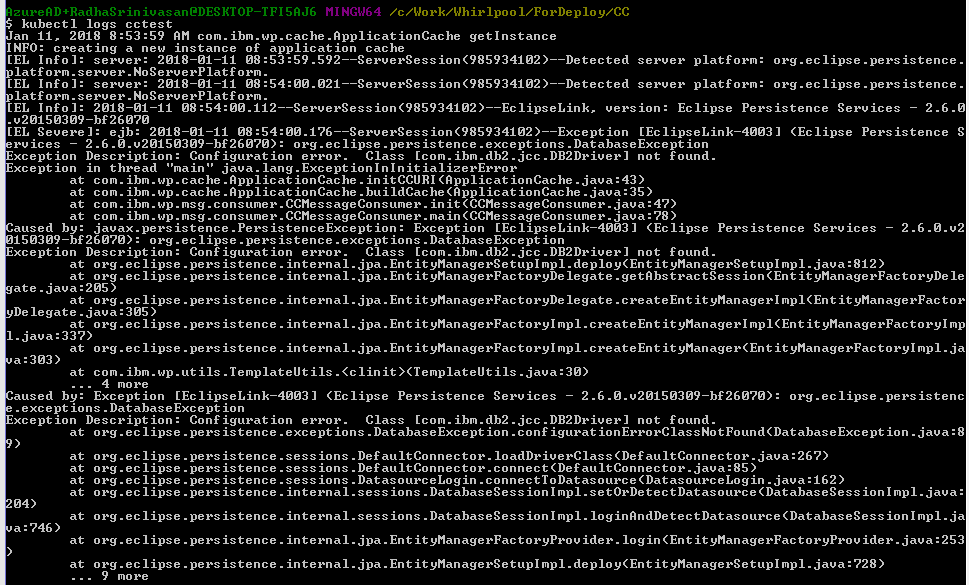 AzureAD+RadhaSrinivasan@DESKTOP-TFI5AJ6 MINGW64 /c/Work/Whirlpool/ForDeploy/CC
$ kubectl logs cctest
Jan 11, 2018 8:53:59 AM com.ibm.wp.cache.ApplicationCache getInstance
INFO: creating a new instance of application cache
[EL Info]: server: 2018-01-11 08:53:59.592--ServerSession(985934102)--Detected server platform: org.eclipse.persistence.
platform.server.NoServerPlatform.
[EL Info]: server: 2018-01-11 08:54:00.021--ServerSession(985934102)--Detected server platform: org.eclipse.persistence.
platform.server.NoServerPlatform.
[EL Info]: 2018-01-11 08:54:00.112--ServerSession(985934102)--EclipseLink, version: Eclipse Persistence Services - 2.6.0
.v20150309-bf26070
[EL Severe]: ejb: 2018-01-11 08:54:00.176--ServerSession(985934102)--Exception [EclipseLink-4003] (Eclipse Persistence S
ervices - 2.6.0.v20150309-bf26070): org.eclipse.persistence.exceptions.DatabaseException
Exception Description: Configuration error.  Class [com.ibm.db2.jcc.DB2Driver] not found.
Exception in thread "main" java.lang.ExceptionInInitializerError
        at com.ibm.wp.cache.ApplicationCache.initCCURI(ApplicationCache.java:43)
        at com.ibm.wp.cache.ApplicationCache.buildCache(ApplicationCache.java:35)
        at com.ibm.wp.msg.consumer.CCMessageConsumer.init(CCMessageConsumer.java:47)
        at com.ibm.wp.msg.consumer.CCMessageConsumer.main(CCMessageConsumer.java:78)
Caused by: javax.persistence.PersistenceException: Exception [EclipseLink-4003] (Eclipse Persistence Services - 2.6.0.v2
0150309-bf26070): org.eclipse.persistence.exceptions.DatabaseException
Exception Description: Configuration error.  Class [com.ibm.db2.jcc.DB2Driver] not found.
        at org.eclipse.persistence.internal.jpa.EntityManagerSetupImpl.deploy(EntityManagerSetupImpl.java:812)
        at org.eclipse.persistence.internal.jpa.EntityManagerFactoryDelegate.getAbstractSession(EntityManagerFactoryDele
gate.java:205)
        at org.eclipse.persistence.internal.jpa.EntityManagerFactoryDelegate.createEntityManagerImpl(EntityManagerFactor
yDelegate.java:305)
        at org.eclipse.persistence.internal.jpa.EntityManagerFactoryImpl.createEntityManagerImpl(EntityManagerFactoryImp
l.java:337)
        at org.eclipse.persistence.internal.jpa.EntityManagerFactoryImpl.createEntityManager(EntityManagerFactoryImpl.ja
va:303)
        at com.ibm.wp.utils.TemplateUtils.<clinit>(TemplateUtils.java:30)
        ... 4 more
Caused by: Exception [EclipseLink-4003] (Eclipse Persistence Services - 2.6.0.v20150309-bf26070): org.eclipse.persistenc
e.exceptions.DatabaseException
Exception Description: Configuration error.  Class [com.ibm.db2.jcc.DB2Driver] not found.
        at org.eclipse.persistence.exceptions.DatabaseException.configurationErrorClassNotFound(DatabaseException.java:8
9)
        at org.eclipse.persistence.sessions.DefaultConnector.loadDriverClass(DefaultConnector.java:267)
        at org.eclipse.persistence.sessions.DefaultConnector.connect(DefaultConnector.java:85)
        at org.eclipse.persistence.sessions.DatasourceLogin.connectToDatasource(DatasourceLogin.java:162)
        at org.eclipse.persistence.internal.sessions.DatabaseSessionImpl.setOrDetectDatasource(DatabaseSessionImpl.java:
204)
        at org.eclipse.persistence.internal.sessions.DatabaseSessionImpl.loginAndDetectDatasource(DatabaseSessionImpl.ja
va:746)
        at org.eclipse.persistence.internal.jpa.EntityManagerFactoryProvider.login(EntityManagerFactoryProvider.java:253
)
        at org.eclipse.persistence.internal.jpa.EntityManagerSetupImpl.deploy(EntityManagerSetupImpl.java:728)
        ... 9 more